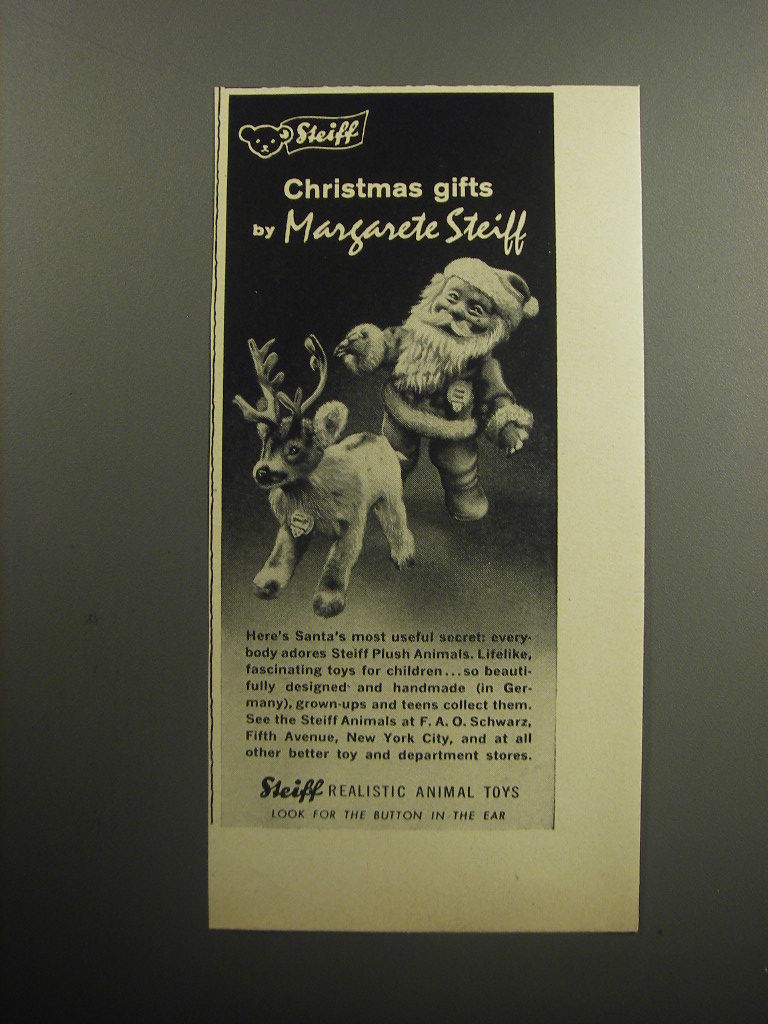 Steiff
Christmas gifts
by Margarete Steiff
Here's Santa's most useful secret: every-
body adores Steiff Plush Animals. Lifelike,
fascinating toys for children...so beauti-
fully designed and handmade (in Ger-
many), grown-ups and teens collect them.
See the Steiff Animals at F. A. O. Schwarz,
Fifth Avenue, New York City, and at all
other better toy and department stores.
Steiff REALISTIC ANIMAL TOYS
LOOK FOR THE BUTTON IN THE EAR